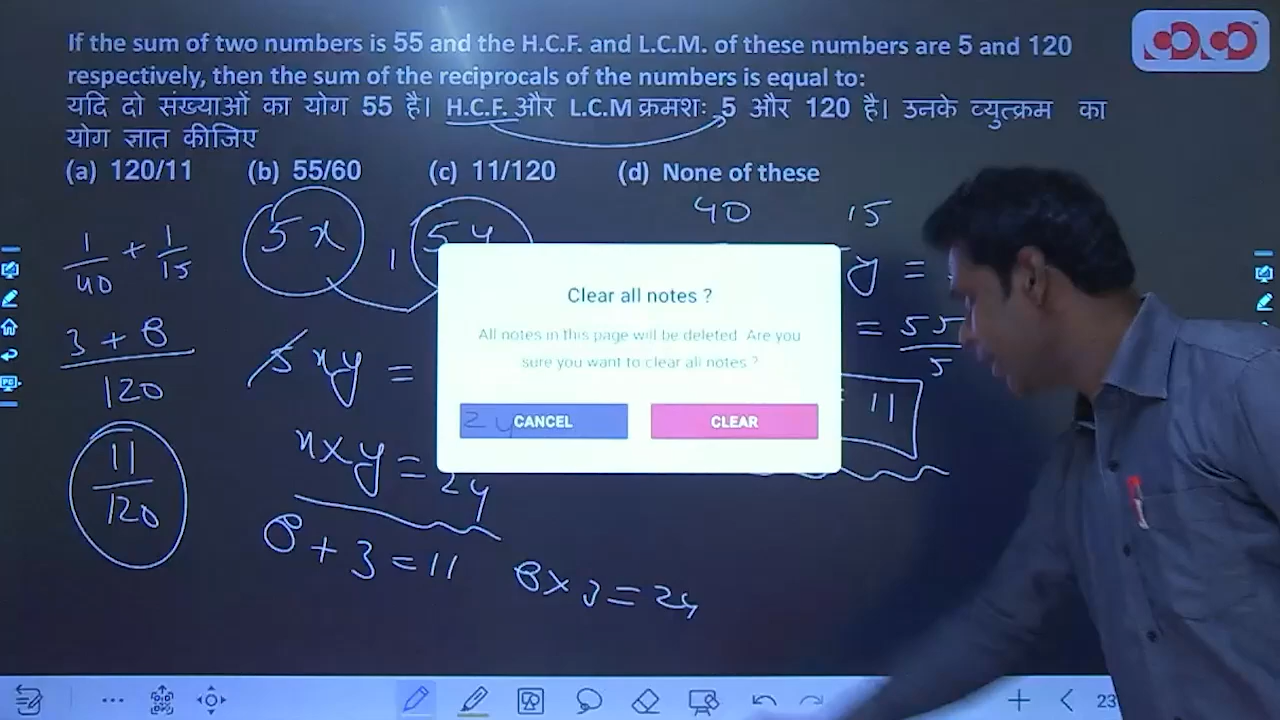 If the sum of two numbers is 55 and the H.C.F. and L.C.M. of these numbers are 5 and 120
respectively, then the sum of the reciprocals of the numbers is equal to:
यदि दो संख्याओं का योग 55 है। H.C.F. और L.C.M क्रमशः 5 और 120 है। उनके व्युत्क्रम का
योग ज्ञात कीजिए
(a) 120/11 (b) 55/60 (c) 11/120 (d) None of these
40 15
1/40 + 1/15
5x , 5y
y =
3 + 8
120
= 55/5
5xy =
11
11/120
x x y = 24
8 + 3 = 11
8 x 3 = 24
Clear all notes ?
All notes in this page will be deleted. Are you
sure you want to clear all notes ?
CANCEL CLEAR
23